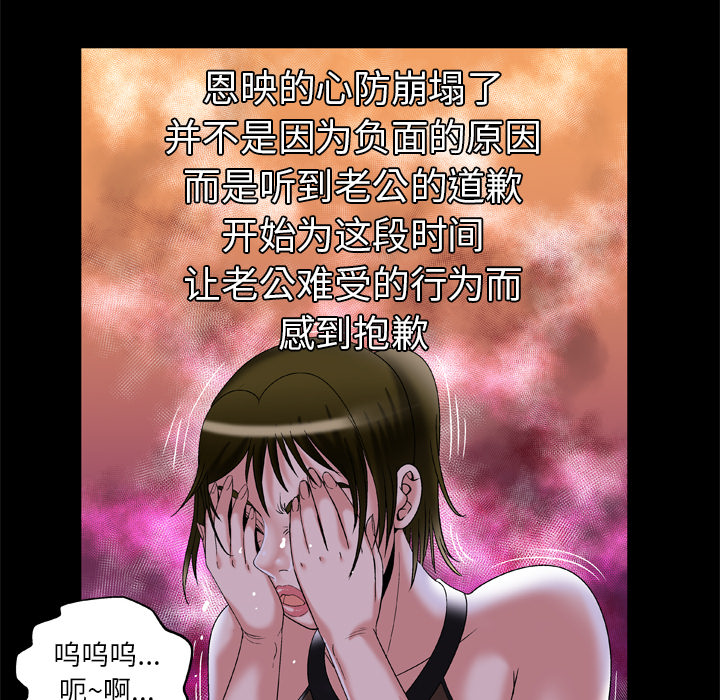 恩映的心防崩塌了
并不是因为负面的原因
而是听到老公的道歉
开始为这段时间
让老公难受的行为而
感到抱歉
呜呜呜...
呃~啊...